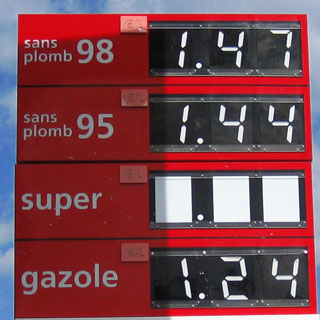 sans
plomb 98 1.47
sans
plomb 95 1.44
super .
gazole 1.24